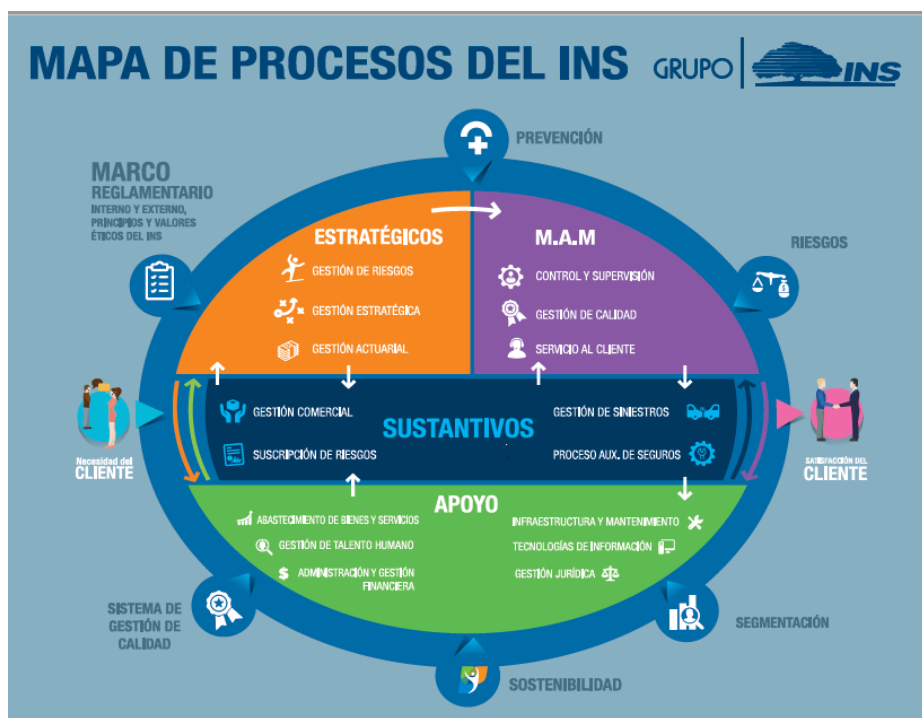 MAPA DE PROCESOS DEL INS
GRUPO INS
PREVENCIÓN
MARCO
REGLAMENTARIO
INTERNO Y EXTERNO,
PRINCIPIOS Y VALORES
ÉTICOS DEL INS
RIESGOS
ESTRATÉGICOS
GESTIÓN DE RIESGOS
GESTIÓN ESTRATÉGICA
GESTIÓN ACTUARIAL
M.A.M
CONTROL Y SUPERVISIÓN
GESTIÓN DE CALIDAD
SERVICIO AL CLIENTE
Necesidad del
CLIENTE
GESTIÓN COMERCIAL
SUSCRIPCIÓN DE RIESGOS
SUSTANTIVOS
GESTIÓN DE SINIESTROS
PROCESO AUX. DE SEGUROS
SATISFACCIÓN DEL
CLIENTE
APOYO
ABASTECIMIENTO DE BIENES Y SERVICIOS
GESTIÓN DE TALENTO HUMANO
ADMINISTRACIÓN Y GESTIÓN
FINANCIERA
INFRAESTRUCTURA Y MANTENIMIENTO
TECNOLOGÍAS DE INFORMACIÓN
GESTIÓN JURÍDICA
SISTEMA DE
GESTIÓN DE
CALIDAD
SEGMENTACIÓN
SOSTENIBILIDAD